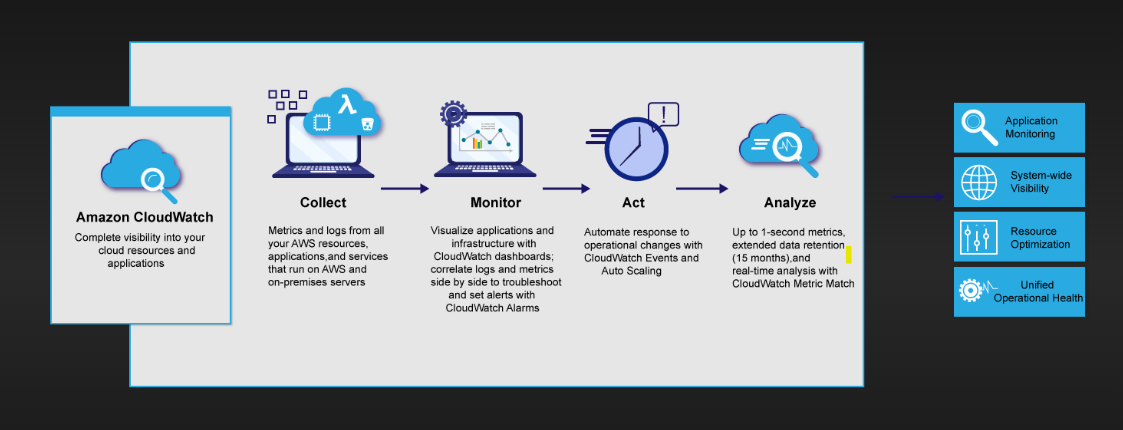 Amazon CloudWatch
Complete visibility into your
cloud resources and
applications
Collect
Metrics and logs from all
your AWS resources,
applications,and services
that run on AWS and
on-premises servers
Monitor
Visualize applications and
infrastructure with
CloudWatch dashboards;
correlate logs and metrics
side by side to troubleshoot
and set alerts with
CloudWatch Alarms
!
Act
Automate response to
operational changes with
CloudWatch Events and
Auto Scaling
Analyze
Up to 1-second metrics,
extended data retention
(15 months),and
real-time analysis with
CloudWatch Metric Match
Application
Monitoring
System-wide
Visibility
Resource
Optimization
Unified
Operational Health